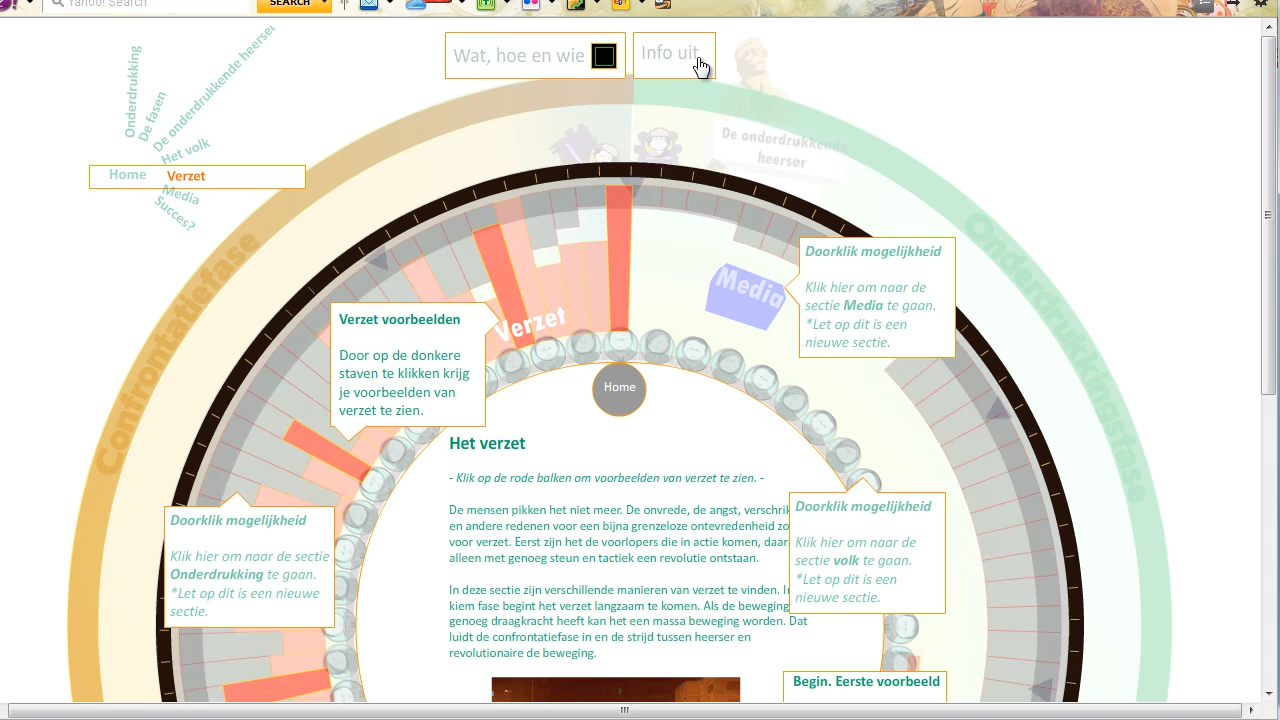 Yahoo! Search
SEARCH
Wat, hoe en wie
Info uit
Onderdrukking
De fasen
De onderdrukkende heerser
Het volk
Home
Verzet
Media
Succes?
De onderdrukkende
heerser
Confrontatiefase
Onderdrukkingsfase
Media
Verzet
Doorklik mogelijkheid
Klik hier om naar de
sectie Media te gaan.
*Let op dit is een
nieuwe sectie.
Verzet voorbeelden
Door op de donkere
staven te klikken krijg
je voorbeelden van
verzet te zien.
Home
Het verzet
- Klik op de rode balken om voorbeelden van verzet te zien. -
De mensen pikken het niet meer. De onvrede, de angst,
en andere redenen voor een bijna grenzeloze ontevredenheid
voor verzet. Eerst zijn het de voorlopers die in actie komen,
alleen met genoeg steun en tactiek een revolutie ontstaan.
In deze sectie zijn verschillende manieren van verzet te vinden.
kiem fase begint het verzet langzaam te komen. Als de beweging
genoeg draagkracht heeft kan het een massa beweging worden. Dat
luidt de confrontatiefase in en de strijd tussen heerser en
revolutionaire de beweging.
Doorklik mogelijkheid
Klik hier om naar de sectie
Onderdrukking te gaan.
*Let op dit is een nieuwe
sectie.
Doorklik mogelijkheid
Klik hier om naar de
sectie volk te gaan.
*Let op dit is een
nieuwe sectie.
Begin. Eerste voorbeeld